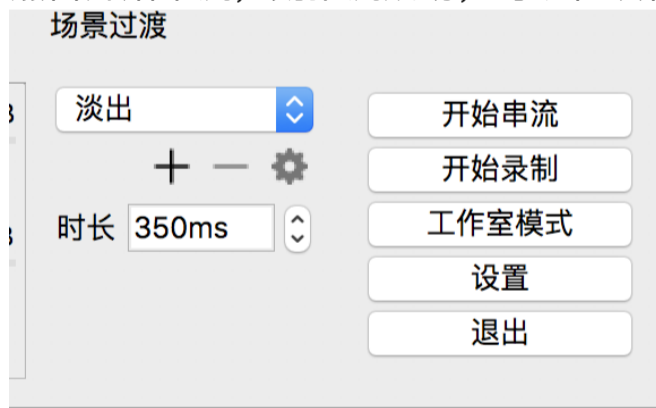 场景过渡
淡出
时长 350ms
开始串流
开始录制
工作室模式
设置
退出